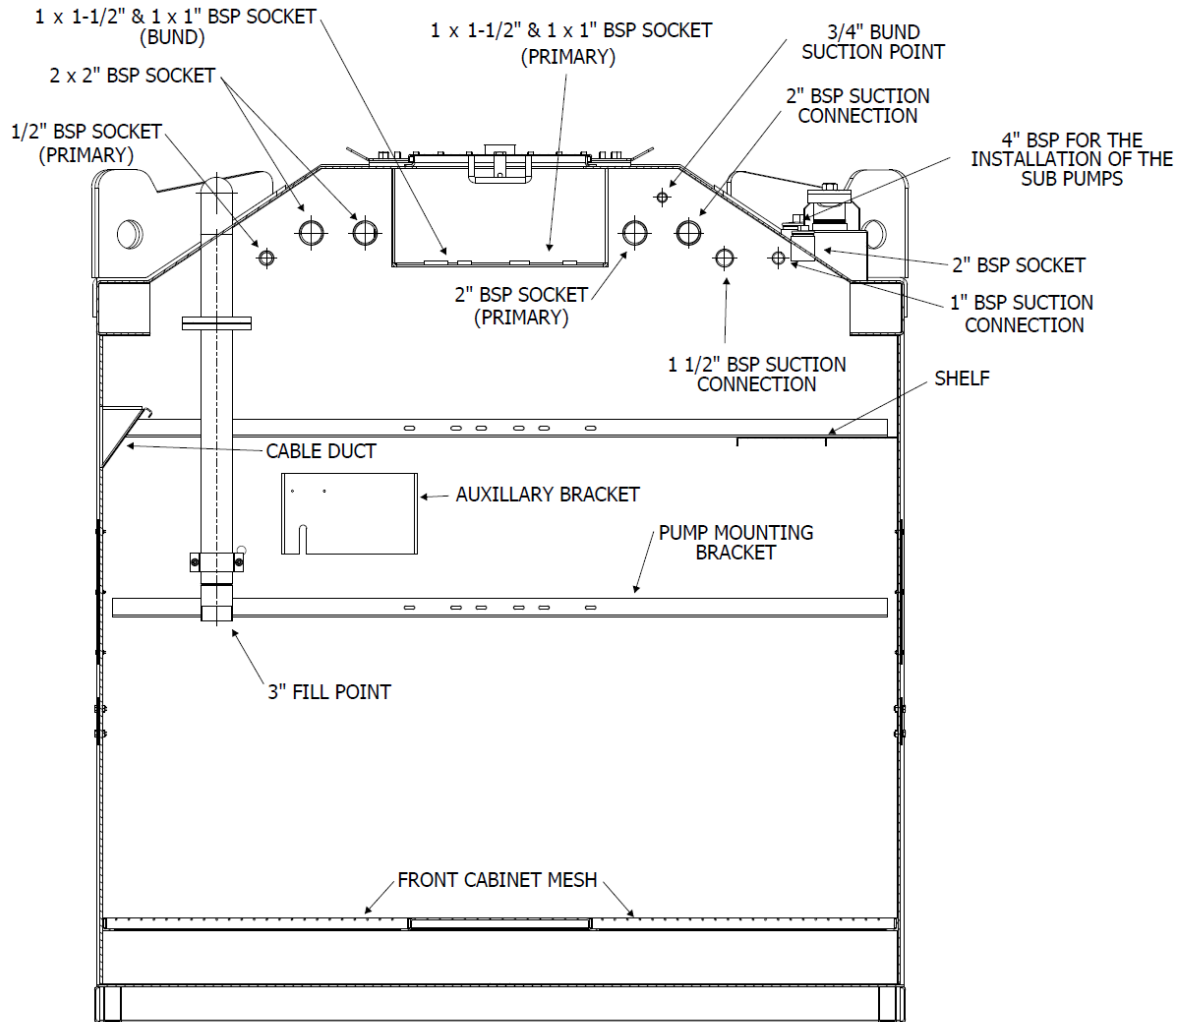 1 x 1-1/2" & 1 x 1" BSP SOCKET
(BUND)
1 x 1-1/2" & 1 x 1" BSP SOCKET
(PRIMARY)
3/4" BUND
SUCTION POINT
2 x 2" BSP SOCKET
2" BSP SUCTION
CONNECTION
1/2" BSP SOCKET
(PRIMARY)
4" BSP FOR THE
INSTALLATION OF THE
SUB PUMPS
2" BSP SOCKET
2" BSP SOCKET
(PRIMARY)
1" BSP SUCTION
CONNECTION
1 1/2" BSP SUCTION
CONNECTION
SHELF
CABLE DUCT
AUXILLARY BRACKET
PUMP MOUNTING
BRACKET
3" FILL POINT
FRONT CABINET MESH